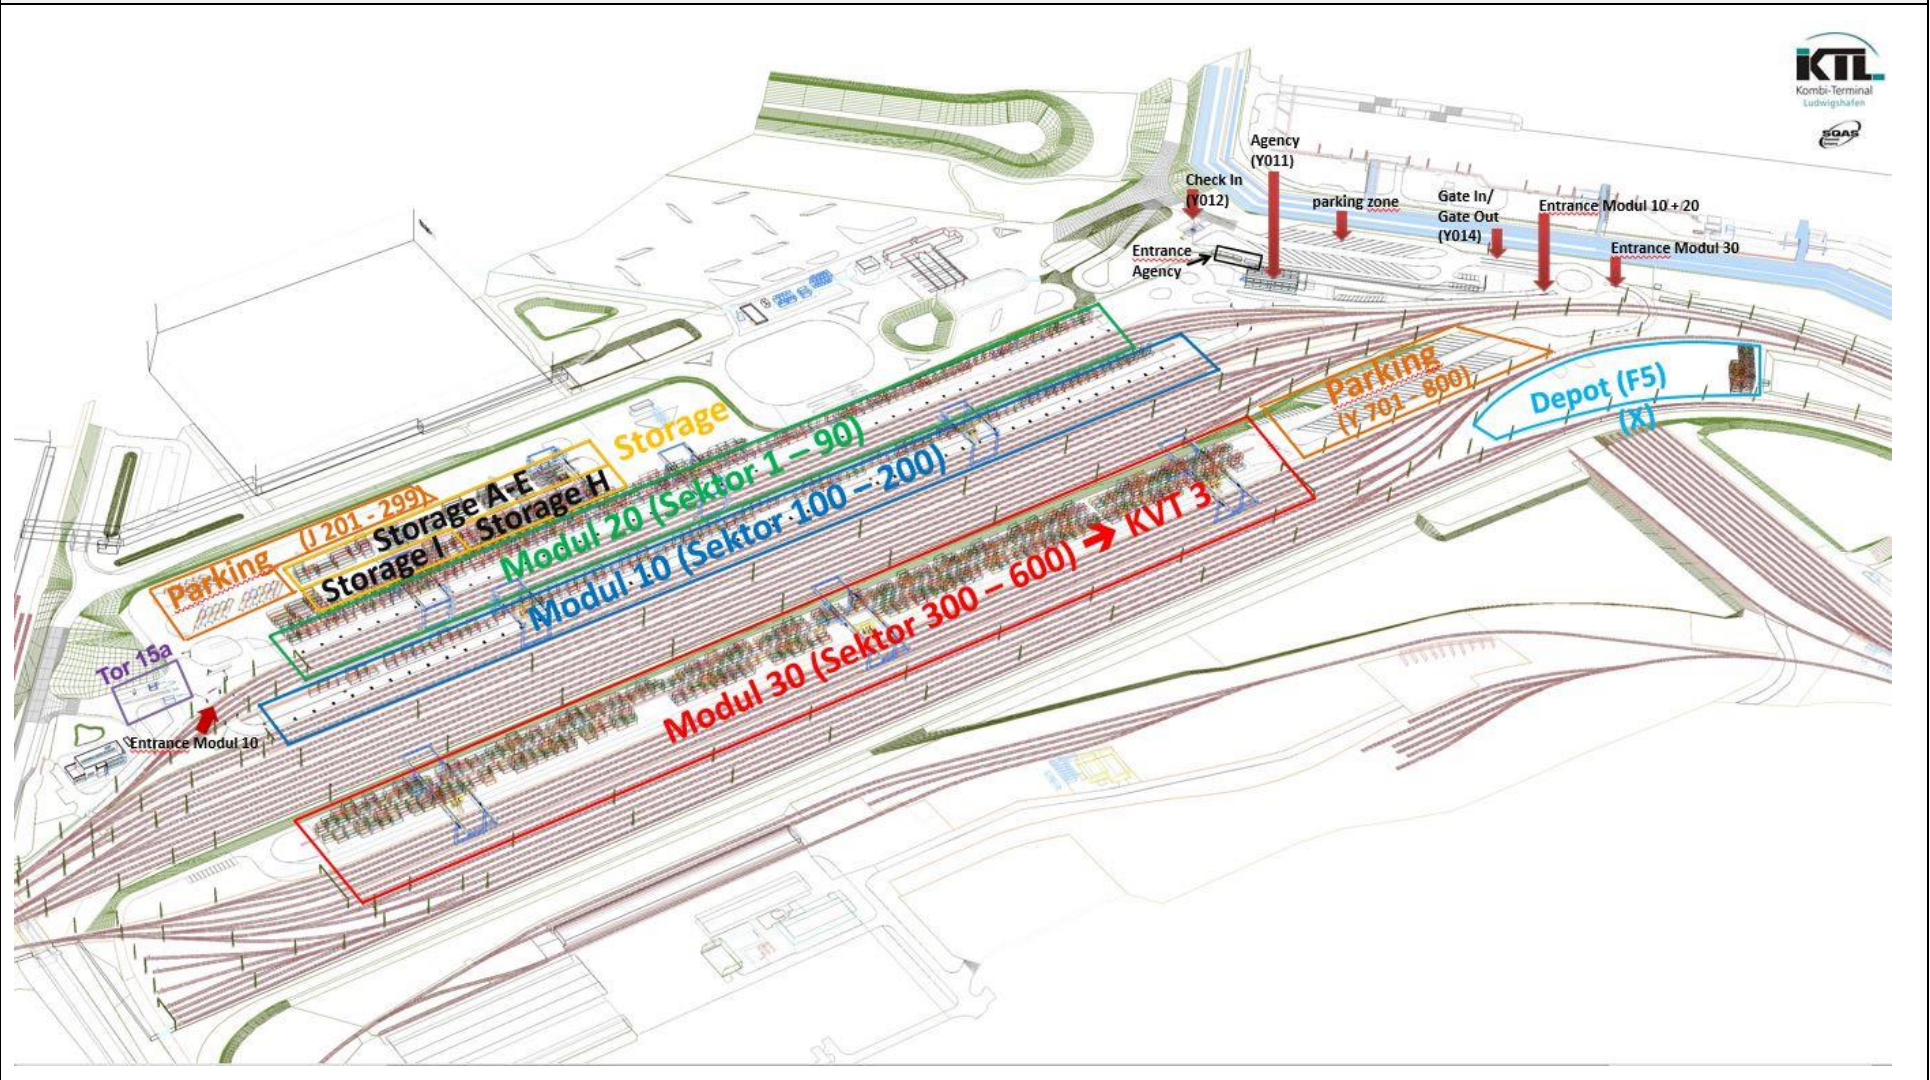 iKTL
Kombi-Terminal
Ludwigshafen
SQAS
Agency
(Y011)
Check In
(Y012)
parking zone
Gate In/
Gate Out
(Y014)
Entrance Modul 10 + 20
Entrance Modul 30
Entrance
Agency
Parking
(Y 701 - 800)
Depot (F5)
(X)
Storage
Storage A-E
Storage H
Storage I
Parking
(J 201 - 299)
Modul 20 (Sektor 1 – 90)
Modul 10 (Sektor 100 – 200)
Modul 30 (Sektor 300 – 600) ➔ KVT 3
Tor 15a
Entrance Modul 10